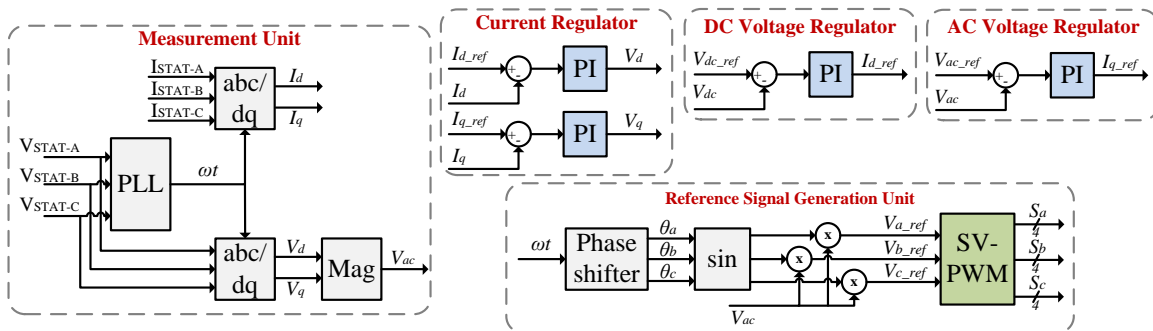 Measurement Unit
ISTAT-A
ISTAT-B
ISTAT-C
abc/
dq
Id
Iq
VSTAT-A
VSTAT-B
VSTAT-C
PLL
ωt
abc/
dq
Vd
Vq
Mag
Vac
Current Regulator
Id_ref
+
-
Id
PI
Vd
Iq_ref
+
-
Iq
PI
Vq
DC Voltage Regulator
Vdc_ref
+
-
Vdc
PI
Id_ref
AC Voltage Regulator
Vac_ref
+
-
Vac
PI
Iq_ref
Reference Signal Generation Unit
ωt
Phase
shifter
θa
θb
θc
sin
x
x
x
Vac
Va_ref
Vb_ref
Vc_ref
SV-
PWM
Sa
4
Sb
4
Sc
4